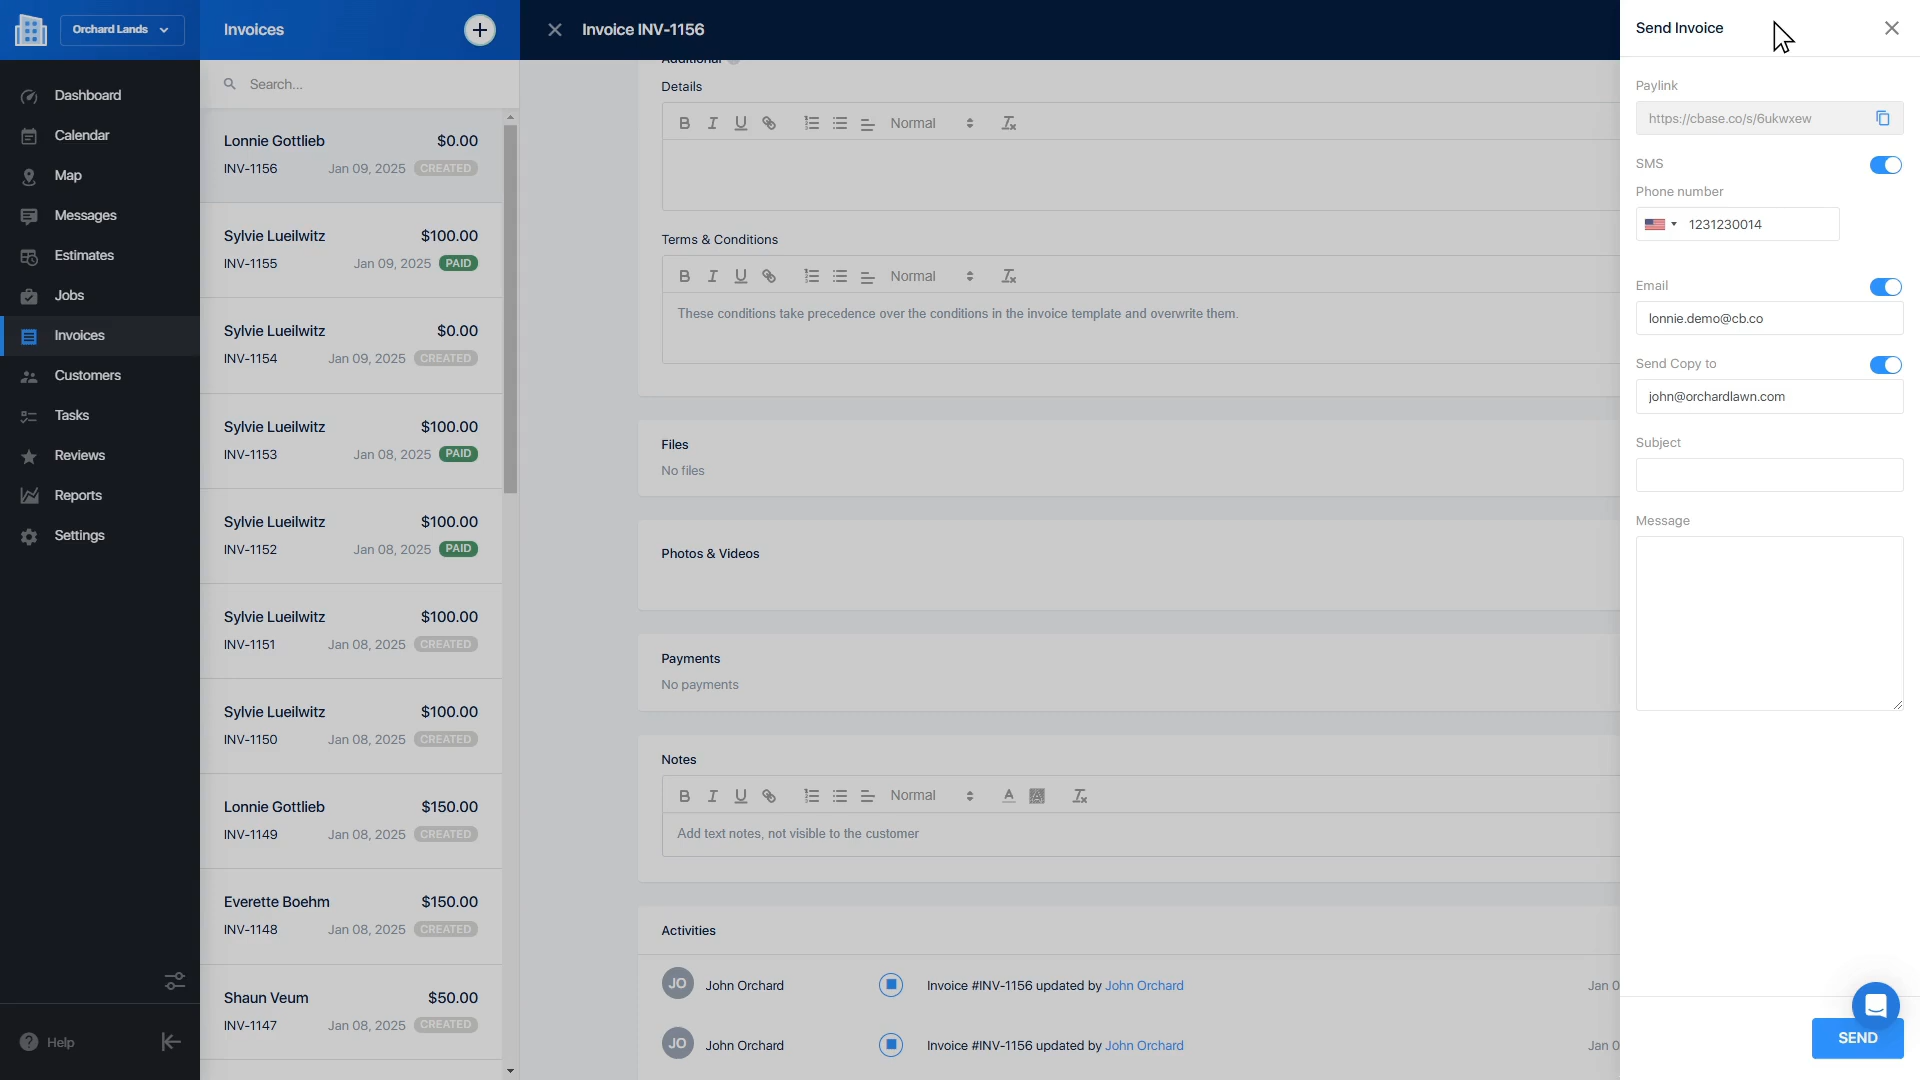 Orchard Lands
Dashboard
Calendar
Map
Messages
Estimates
Jobs
Invoices
Customers
Tasks
Reviews
Reports
Settings
Help
Invoices
Search...
Lonnie Gottlieb $0.00
INV-1156 Jan 09, 2025 CREATED
Sylvie Lueilwitz $100.00
INV-1155 Jan 09, 2025 PAID
Sylvie Lueilwitz $0.00
INV-1154 Jan 09, 2025 CREATED
Sylvie Lueilwitz $100.00
INV-1153 Jan 08, 2025 PAID
Sylvie Lueilwitz $100.00
INV-1152 Jan 08, 2025 PAID
Sylvie Lueilwitz $100.00
INV-1151 Jan 08, 2025 CREATED
Sylvie Lueilwitz $100.00
INV-1150 Jan 08, 2025 CREATED
Lonnie Gottlieb $150.00
INV-1149 Jan 08, 2025 CREATED
Everette Boehm $150.00
INV-1148 Jan 08, 2025 CREATED
Shaun Veum $50.00
INV-1147 Jan 08, 2025 CREATED
Invoice INV-1156
Additional
Details
B I U Normal
Terms & Conditions
B I U Normal
These conditions take precedence over the conditions in the invoice template and overwrite them.
Files
No files
Photos & Videos
Payments
No payments
Notes
B I U Normal A A
Add text notes, not visible to the customer
Activities
JO John Orchard Invoice #INV-1156 updated by John Orchard Jan 0
JO John Orchard Invoice #INV-1156 updated by John Orchard Jan 0
Send Invoice
Paylink
https://cbase.co/s/6ukwxew
SMS
Phone number
1231230014
Email
lonnie.demo@cb.co
Send Copy to
john@orchardlawn.com
Subject
Message
SEND